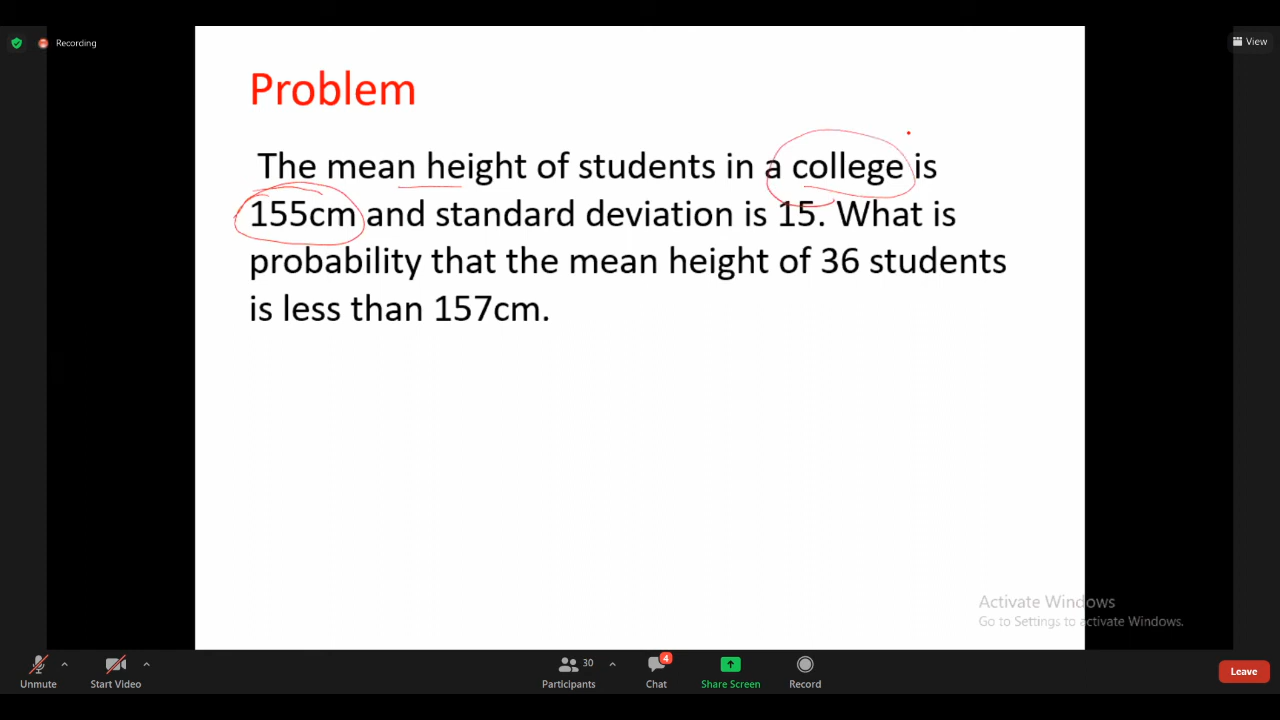 Recording
View
Problem
The mean height of students in a college is
155cm and standard deviation is 15. What is
probability that the mean height of 36 students
is less than 157cm.
Activate Windows
Go to Settings to activate Windows.
30
4
Unmute
Start Video
Participants
Chat
Share Screen
Record
Leave